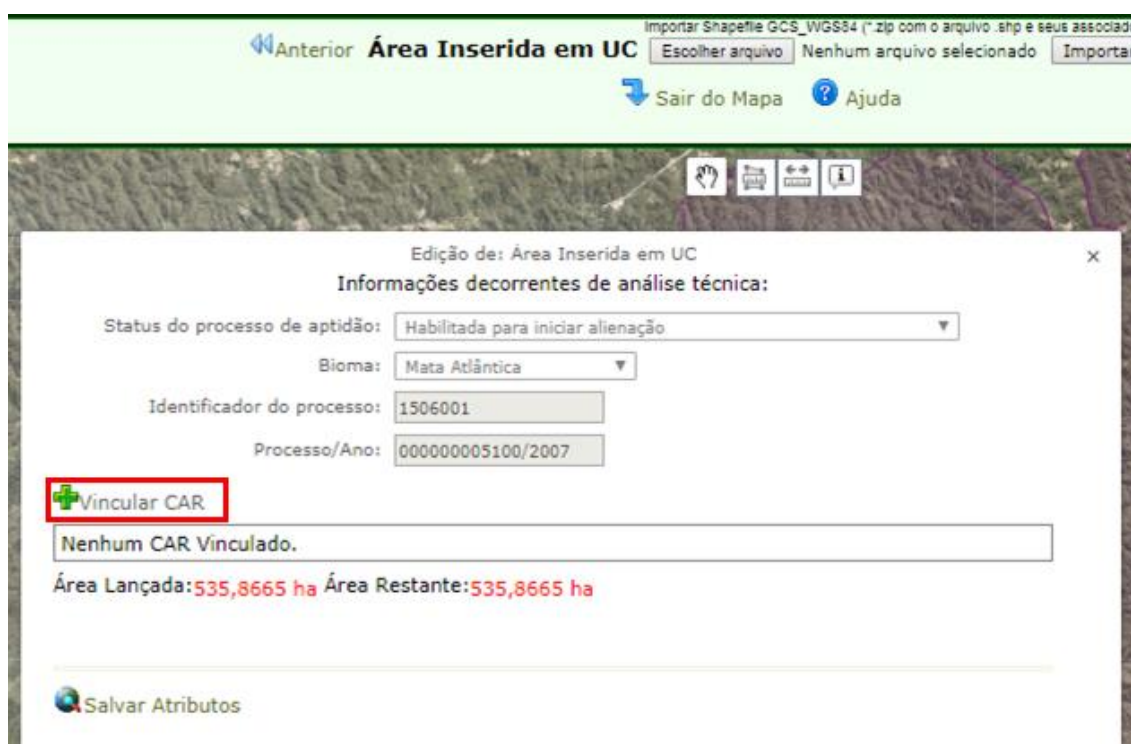 Importar Shapefile GCS_WGS84 (*.zip com o arquivo .shp e seus associad
Anterior Área Inserida em UC Escolher arquivo Nenhum arquivo selecionado Importar
Sair do Mapa Ajuda
Edição de: Área Inserida em UC ×
Informações decorrentes de análise técnica:
Status do processo de aptidão: Habilitada para iniciar alienação
Bioma: Mata Atlântica
Identificador do processo: 1506001
Processo/Ano: 000000005100/2007
Vincular CAR
Nenhum CAR Vinculado.
Área Lançada:535,8665 ha Área Restante:535,8665 ha
Salvar Atributos